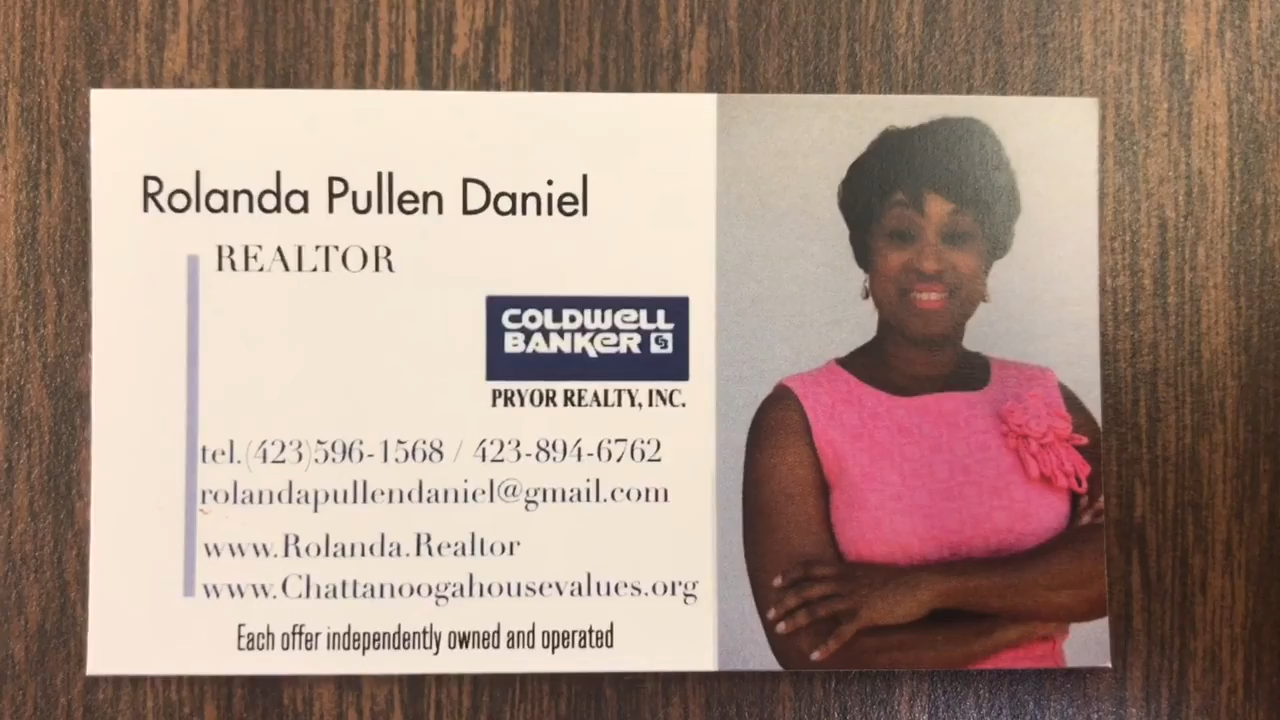 Rolanda Pullen Daniel
REALTOR
COLDWELL
BANKER CB
PRYOR REALTY, INC.
tel.(423)596-1568 / 423-894-6762
rolandapullendaniel@gmail.com
www.Rolanda.Realtor
www.Chattanoogahousevalues.org
Each offer independently owned and operated